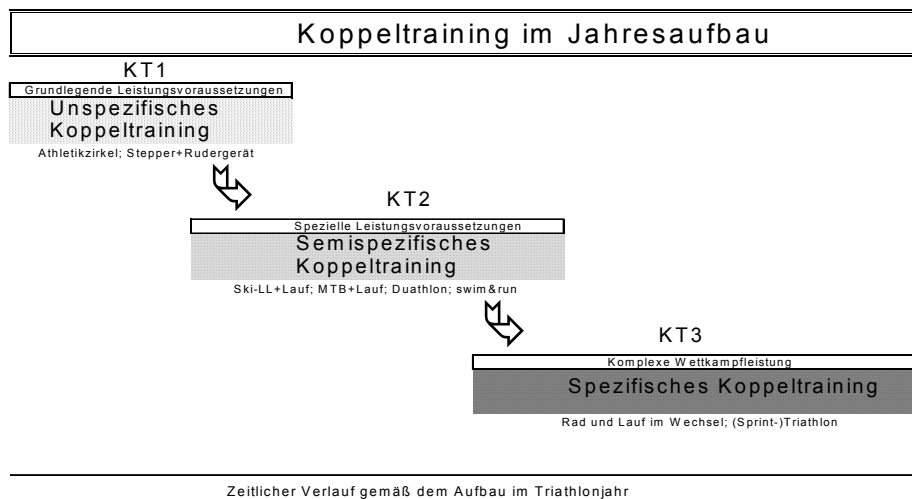 Koppeltraining im Jahresaufbau
KT1
Grundlegende Leistungsvoraussetzungen
Unspezifisches
Koppeltraining
Athletikzirkel; Stepper+Rudergerät
KT2
Spezielle Leistungsvoraussetzungen
Semispezifisches
Koppeltraining
Ski-LL+Lauf; MTB+Lauf; Duathlon; swim&run
KT3
Komplexe Wettkampfleistung
Spezifisches Koppeltraining
Rad und Lauf im Wechsel; (Sprint-)Triathlon
Zeitlicher Verlauf gemäß dem Aufbau im Triathlonjahr